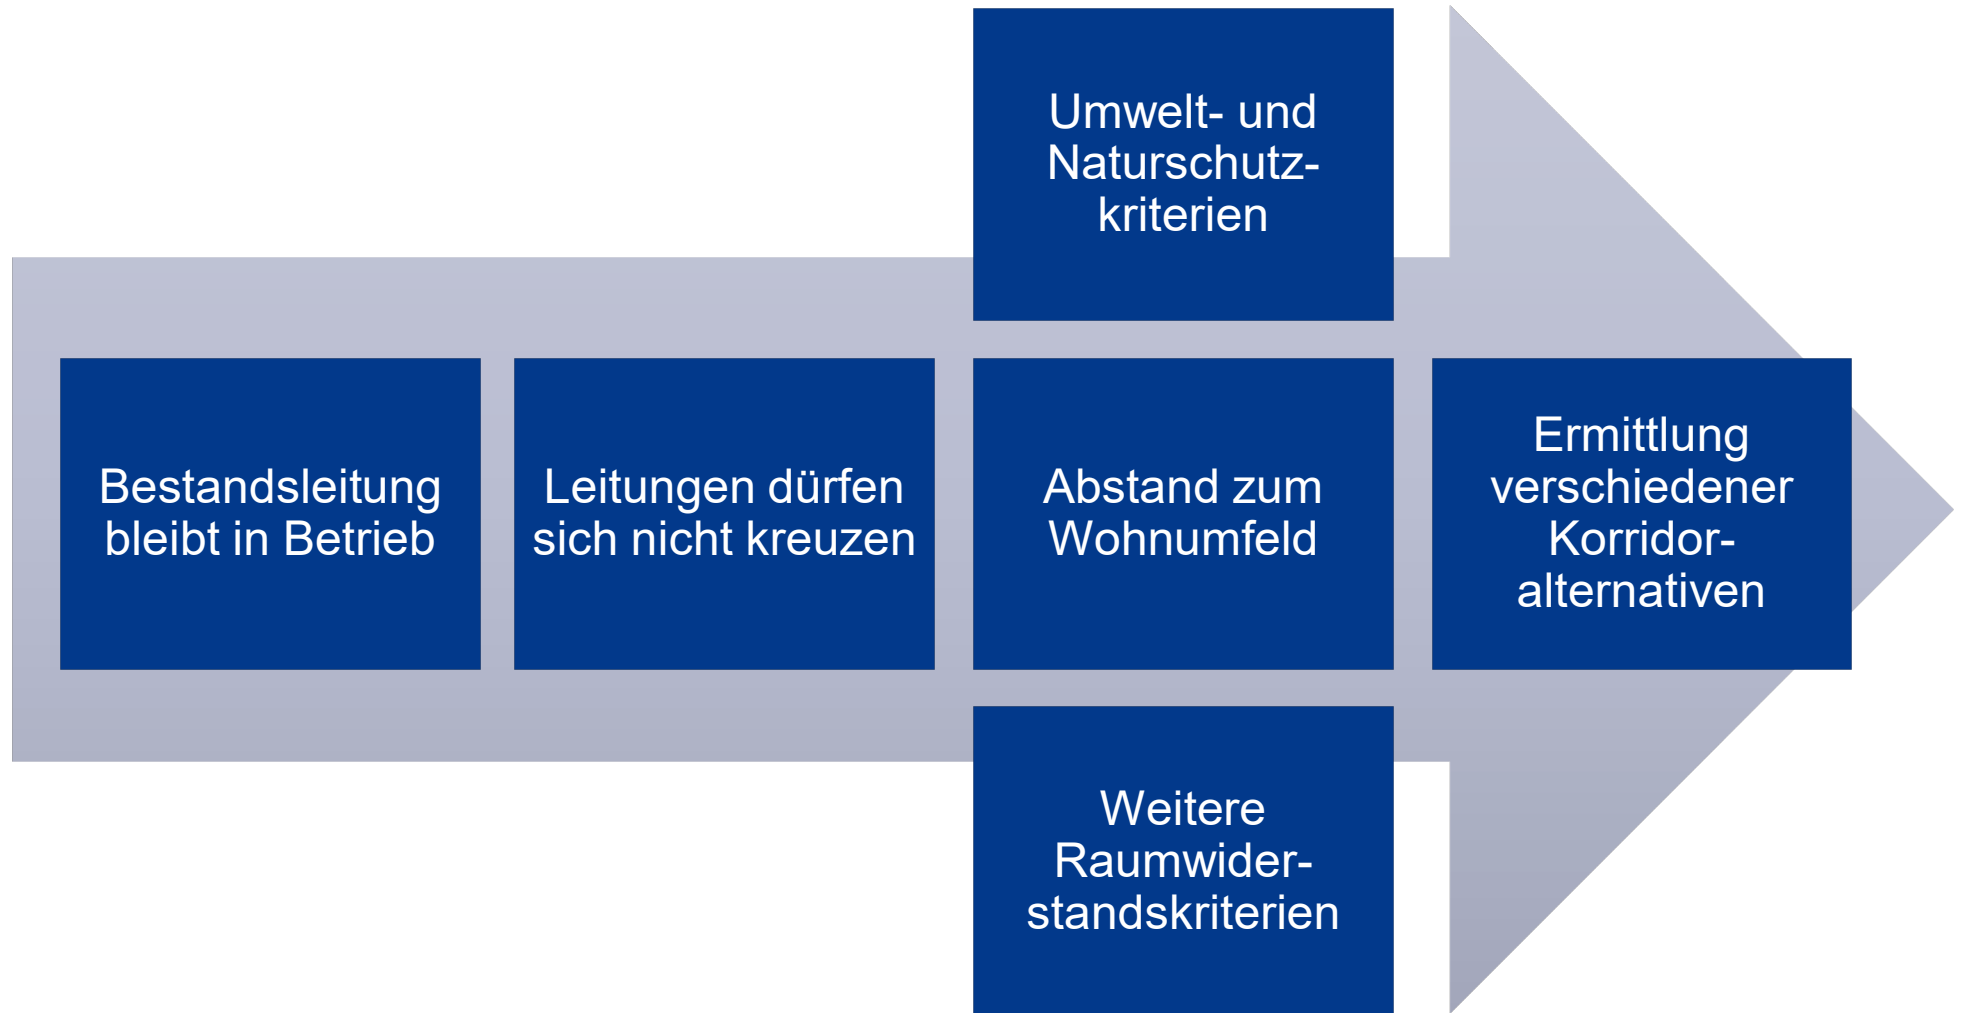 Bestandsleitung
bleibt in Betrieb
Leitungen dürfen
sich nicht kreuzen
Umwelt- und
Naturschutz-
kriterien
Abstand zum
Wohnumfeld
Weitere
Raumwider-
standskriterien
Ermittlung
verschiedener
Korridor-
alternativen